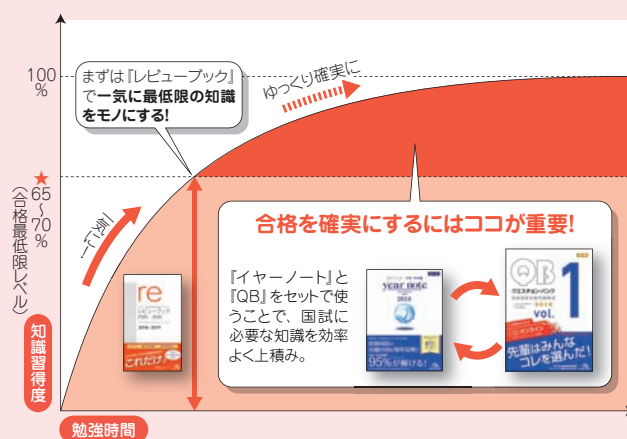 100
%
まずは『レビューブック』
で一気に最低限の知識
をモノにする!
ゆっくり確実に
★
65
〜
70
%
(合格最低限レベル)
一気に!
合格を確実にするにはココが重要!
『イヤーノート』と
『QB』をセットで使
うことで、国試に
必要な知識を効率
よく上積み。
re
レビューブック
これだけ!
year note
2018
95%が解ける!
QB
クエスチョン・バンク
1
vol.
オンライン
先輩はみんな
コレを選んだ!
知識習得度
勉強時間